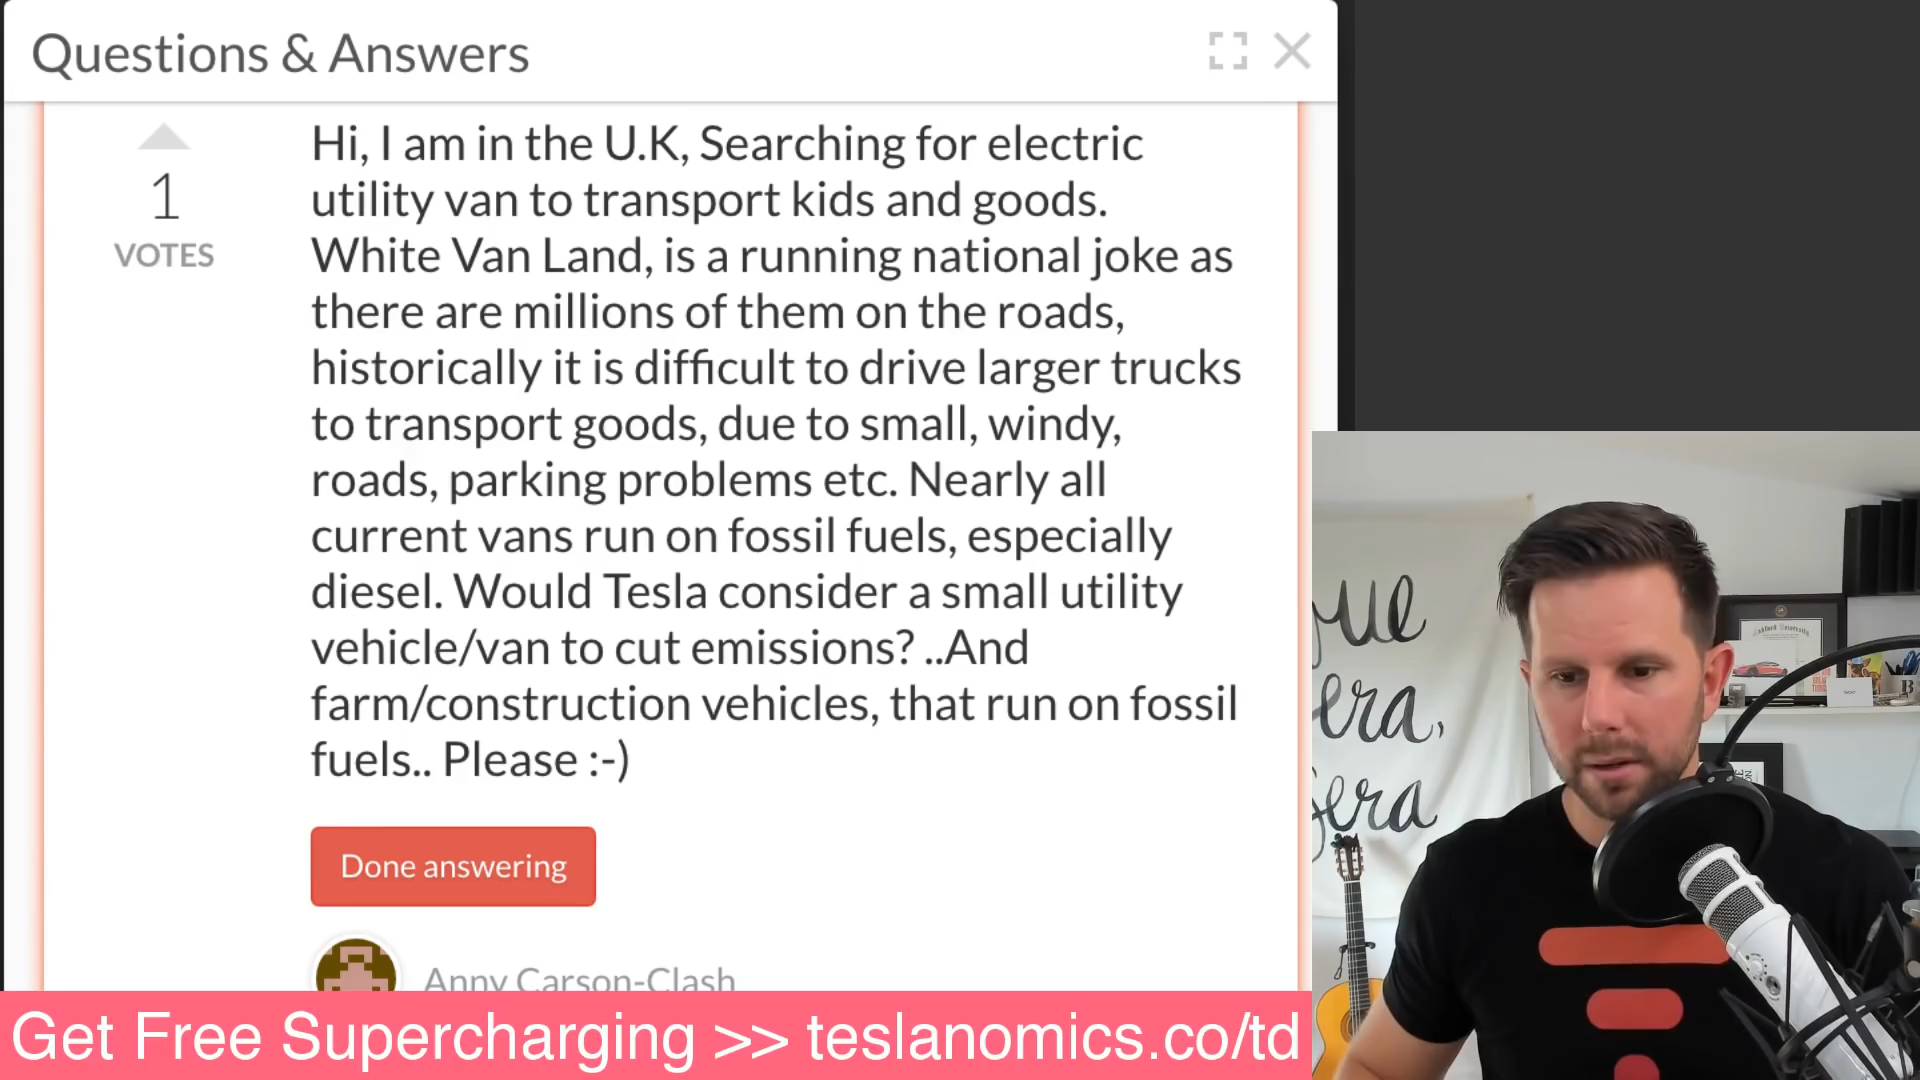 Questions & Answers
1
VOTES
Hi, I am in the U.K, Searching for electric
utility van to transport kids and goods.
White Van Land, is a running national joke as
there are millions of them on the roads,
historically it is difficult to drive larger trucks
to transport goods, due to small, windy,
roads, parking problems etc. Nearly all
current vans run on fossil fuels, especially
diesel. Would Tesla consider a small utility
vehicle/van to cut emissions? ..And
farm/construction vehicles, that run on fossil
fuels.. Please :-)
Done answering
Anny Carson-Clash
Get Free Supercharging >> teslanomics.co/td